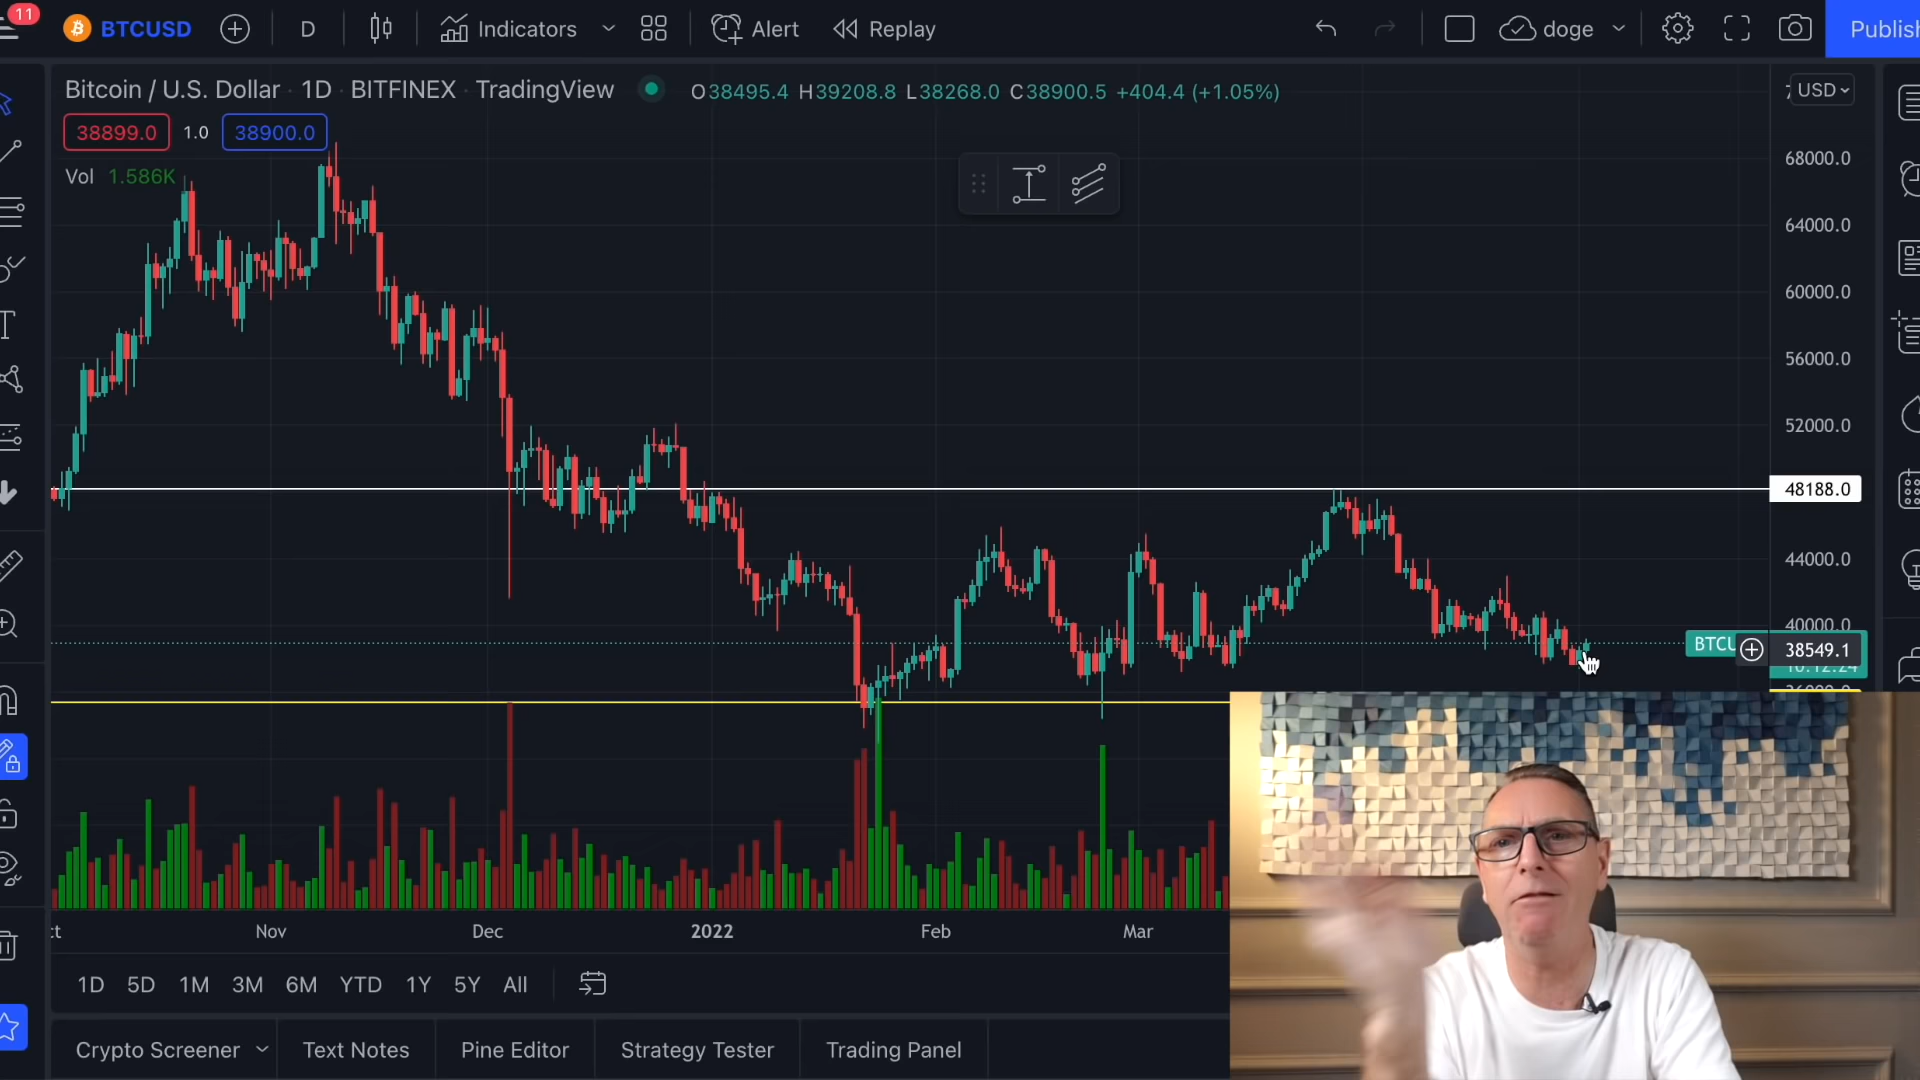 11
BTCUSD D Indicators Alert Replay doge Publish
Bitcoin / U.S. Dollar · 1D · BITFINEX · TradingView O38495.4 H39208.8 L38268.0 C38900.5 +404.4 (+1.05%) USD
38899.0 1.0 38900.0
Vol 1.586K
68000.0
64000.0
60000.0
56000.0
52000.0
48188.0
44000.0
40000.0
BTCU 38549.1
Nov Dec 2022 Feb Mar
1D 5D 1M 3M 6M YTD 1Y 5Y All
Crypto Screener Text Notes Pine Editor Strategy Tester Trading Panel